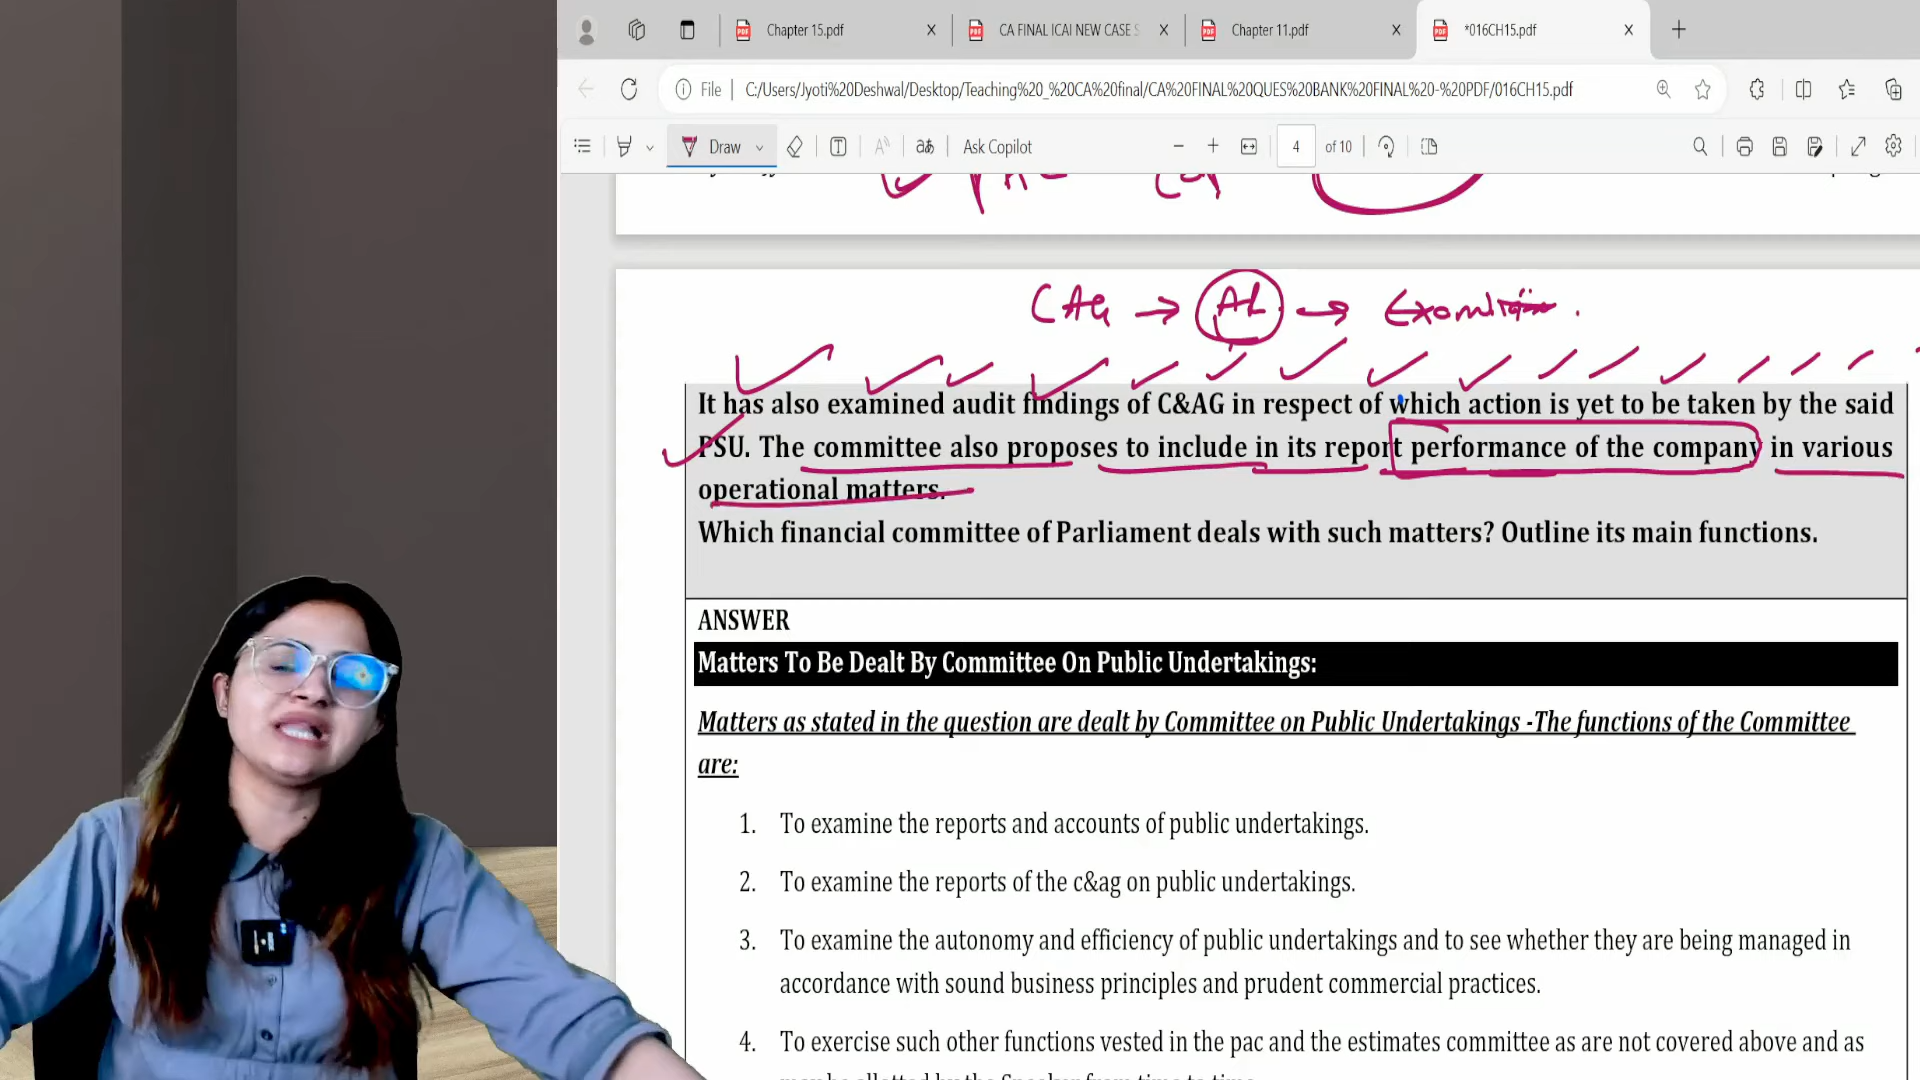 Chapter 15.pdf
CA FINAL ICAI NEW CASE S
Chapter 11.pdf
*016CH15.pdf
File
C:/Users/Jyoti%20Deshwal/Desktop/Teaching%20_%20CA%20final/CA%20FINAL%20QUES%20BANK%20FINAL%20-%20PDF/016CH15.pdf
Draw
Ask Copilot
4 of 10
CAG → →
It has also examined audit findings of C&AG in respect of which action is yet to be taken by the said
PSU. The committee also proposes to include in its report performance of the company in various
operational matters.
Which financial committee of Parliament deals with such matters? Outline its main functions.
ANSWER
Matters To Be Dealt By Committee On Public Undertakings:
Matters as stated in the question are dealt by Committee on Public Undertakings -The functions of the Committee
are:
1. To examine the reports and accounts of public undertakings.
2. To examine the reports of the c&ag on public undertakings.
3. To examine the autonomy and efficiency of public undertakings and to see whether they are being managed in
accordance with sound business principles and prudent commercial practices.
4. To exercise such other functions vested in the pac and the estimates committee as are not covered above and as